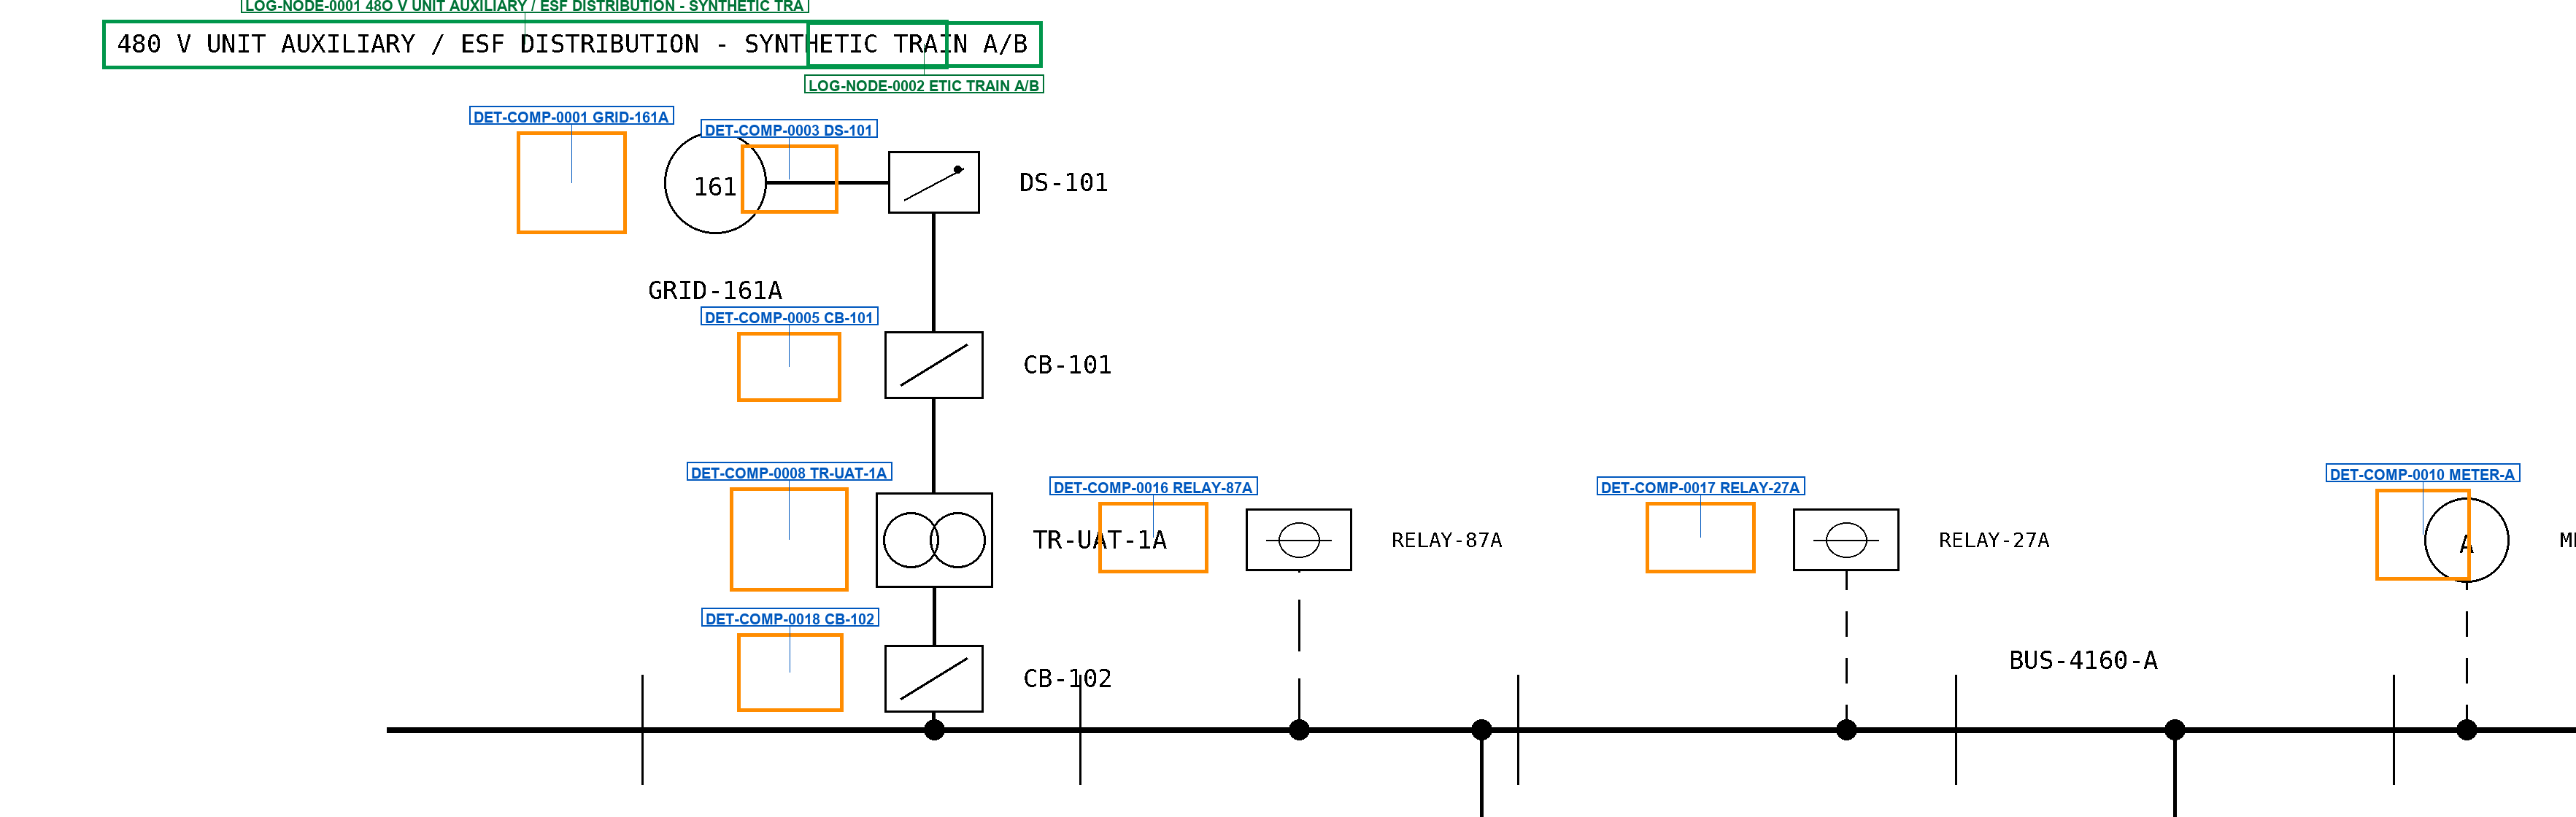 LOG-NODE-0001 48O V UNIT AUXILIARY / ESF DISTRIBUTION - SYNTHETIC TRA
480 V UNIT AUXILIARY / ESF DISTRIBUTION - SYNTHETIC TRAIN A/B
LOG-NODE-0002 ETIC TRAIN A/B
DET-COMP-0001 GRID-161A
DET-COMP-0003 DS-101
161
DS-101
GRID-161A
DET-COMP-0005 CB-101
CB-101
DET-COMP-0008 TR-UAT-1A
DET-COMP-0016 RELAY-87A
DET-COMP-0017 RELAY-27A
DET-COMP-0010 METER-A
TR-UAT-1A
RELAY-87A
RELAY-27A
A
DET-COMP-0018 CB-102
CB-102
BUS-4160-A